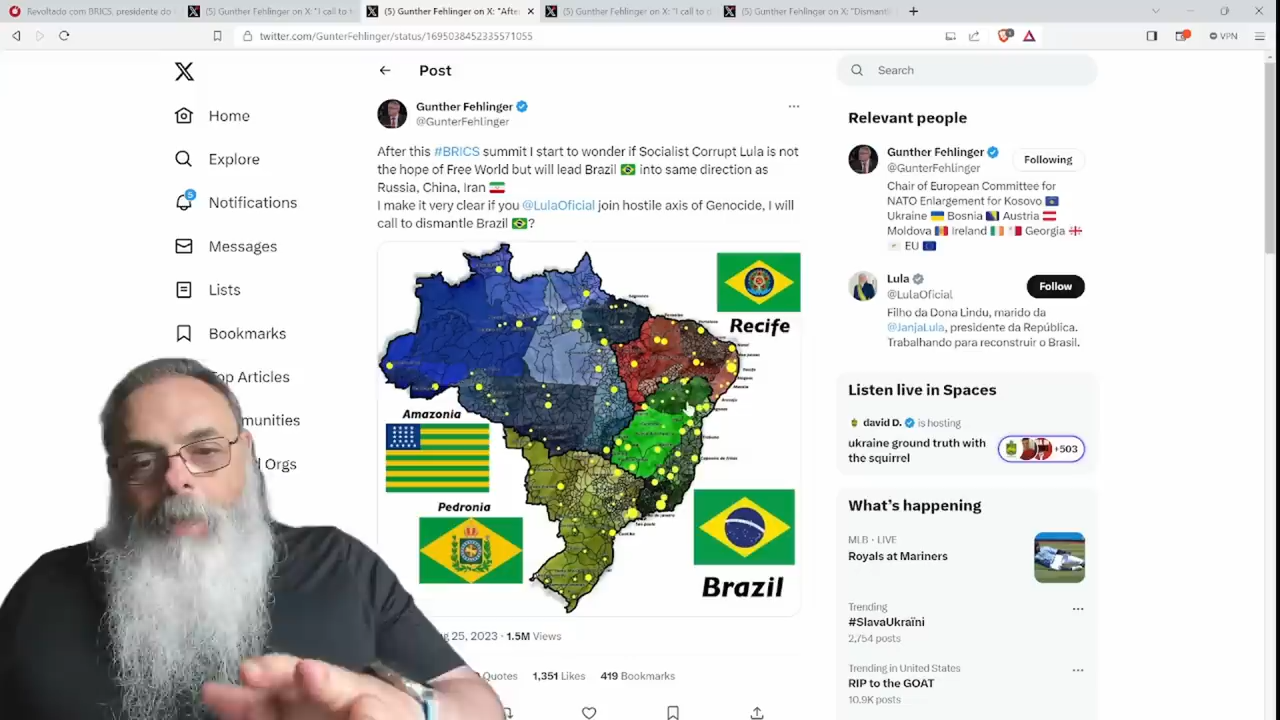 Revoltado com BRICS, presidente do
(5) Gunther Fehlinger on X: "I call to
(5) Gunther Fehlinger on X: "After
(5) Gunther Fehlinger on X: "I call to d
(5) Gunther Fehlinger on X: "Dismantl
twitter.com/GunterFehlinger/status/1695038452335571055
VPN
Home
Explore
5
Notifications
Messages
Lists
Bookmarks
Top Articles
mmunities
d Orgs
Post
Gunther Fehlinger
@GunterFehlinger
After this #BRICS summit I start to wonder if Socialist Corrupt Lula is not
the hope of Free World but will lead Brazil 🇧🇷 into same direction as
Russia, China, Iran 🇮🇷
I make it very clear if you @LulaOficial join hostile axis of Genocide, I will
call to dismantle Brazil 🇧🇷?
Recife
Amazonia
Pedronia
Brazil
g 25, 2023 · 1.5M Views
Quotes 1,351 Likes 419 Bookmarks
Search
Relevant people
Gunther Fehlinger
@GunterFehlinger
Following
Chair of European Committee for
NATO Enlargement for Kosovo 🇽🇰
Ukraine 🇺🇦 Bosnia 🇧🇦 Austria 🇦🇹
Moldova 🇲🇩 Ireland 🇮🇪 🇲🇹 Georgia 🇬🇪
🇨🇾 EU 🇪🇺
Lula
@LulaOficial
Follow
Filho da Dona Lindu, marido da
@JanjaLula, presidente da República.
Trabalhando para reconstruir o Brasil.
Listen live in Spaces
david D. is hosting
ukraine ground truth with
the squirrel
+503
What's happening
MLB · LIVE
Royals at Mariners
Trending
#SlavaUkraïni
2,754 posts
Trending in United States
RIP to the GOAT
10.9K posts